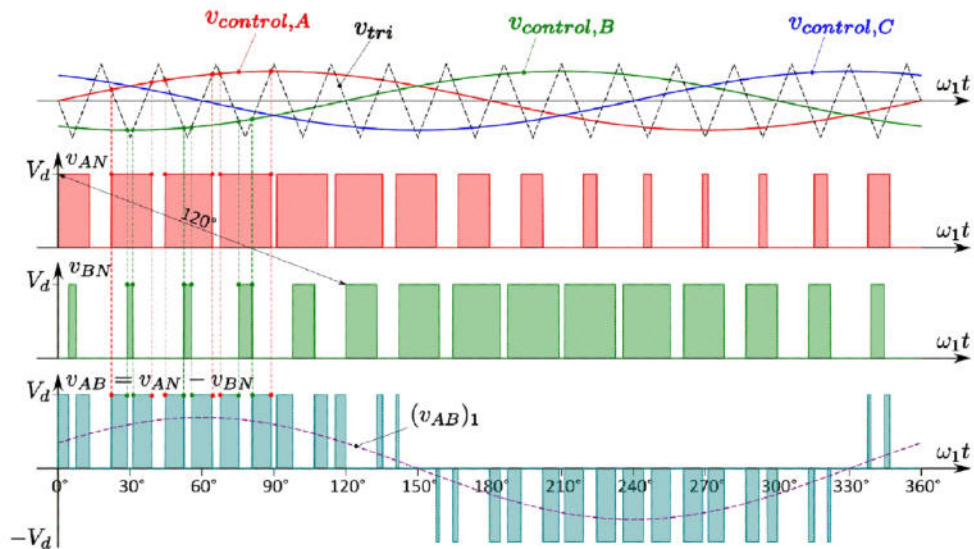 v_control,A
v_tri
v_control,B
v_control,C
ω₁t
V_d
v_AN
120°
ω₁t
V_d
v_BN
ω₁t
V_d
v_AB = v_AN − v_BN
(v_AB)₁
ω₁t
0° 30° 60° 90° 120° 150° 180° 210° 240° 270° 300° 330° 360°
−V_d